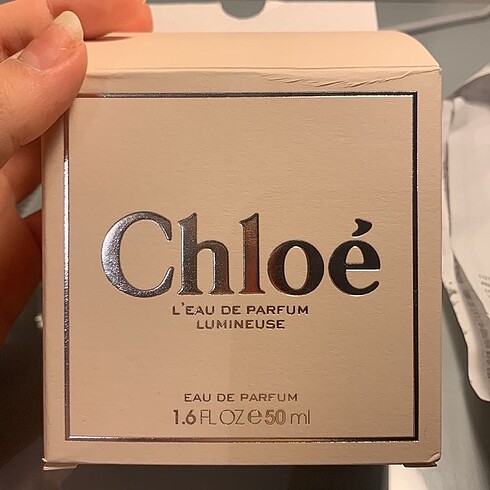 Chloé
L'EAU DE PARFUM
LUMINEUSE
EAU DE PARFUM
1.6 FL OZ ℮ 50 ml